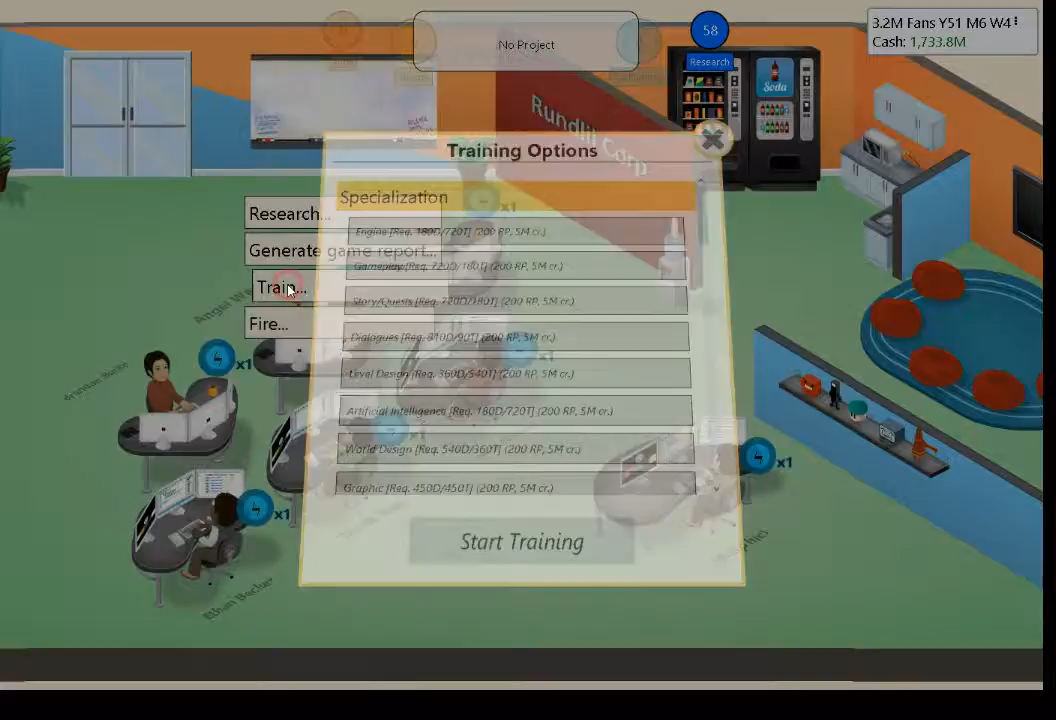 No Project
58
Research
3.2M Fans Y51 M6 W4
Cash: 1,733.8M
Soda
Rundlil Corp
Training Options
Specialization
x1
Research...
Engine [Req. 180D/720T] (200 RP, 5M cr.)
Generate game report...
Gameplay [Req. 720D/180T] (200 RP, 5M cr.)
Train...
Story/Quests [Req. 720D/180T] (200 RP, 5M cr.)
Fire...
Dialogues [Req. 810D/90T] (200 RP, 5M cr.)
x1
x1
Level Design [Req. 360D/540T] (200 RP, 5M cr.)
Artificial Intelligence [Req. 180D/720T] (200 RP, 5M cr.)
x1
World Design [Req. 540D/360T] (200 RP, 5M cr.)
x1
Graphic [Req. 450D/450T] (200 RP, 5M cr.)
x1
Start Training
Ethan Becker